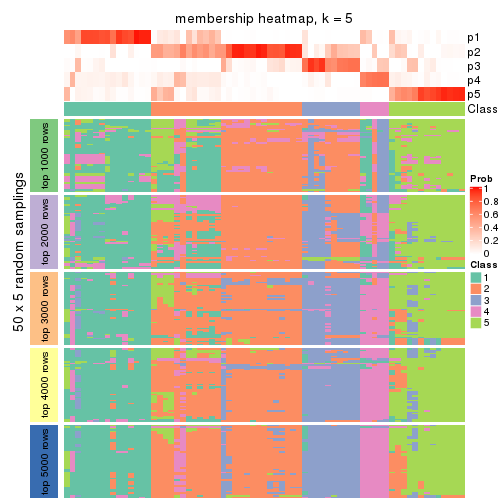 membership heatmap, k = 5
p1
p2
p3
p4
p5
Class
50 x 5 random samplings
top 1000 rows
top 2000 rows
top 3000 rows
top 4000 rows
top 5000 rows
Prob
1
0.8
0.6
0.4
0.2
0
Class
1
2
3
4
5